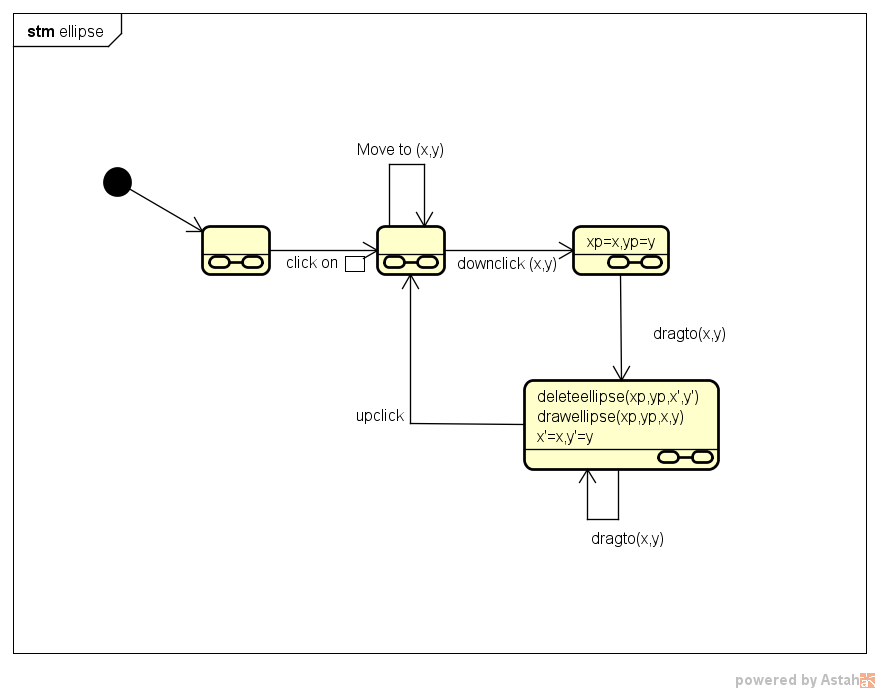 stm ellipse
Move to (x,y)
xp=x,yp=y
click on
downclick (x,y)
dragto(x,y)
deleteellipse(xp,yp,x',y')
drawellipse(xp,yp,x,y)
x'=x,y'=y
upclick
dragto(x,y)
powered by Astah